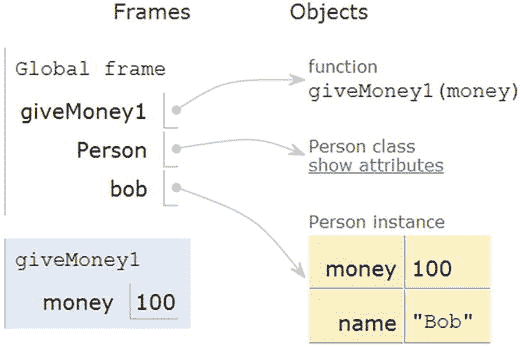 Frames Objects
Global frame
function
giveMoney1 giveMoney1(money)
Person Person class
show attributes
bob
Person instance
giveMoney1
money 100
money 100
name "Bob"